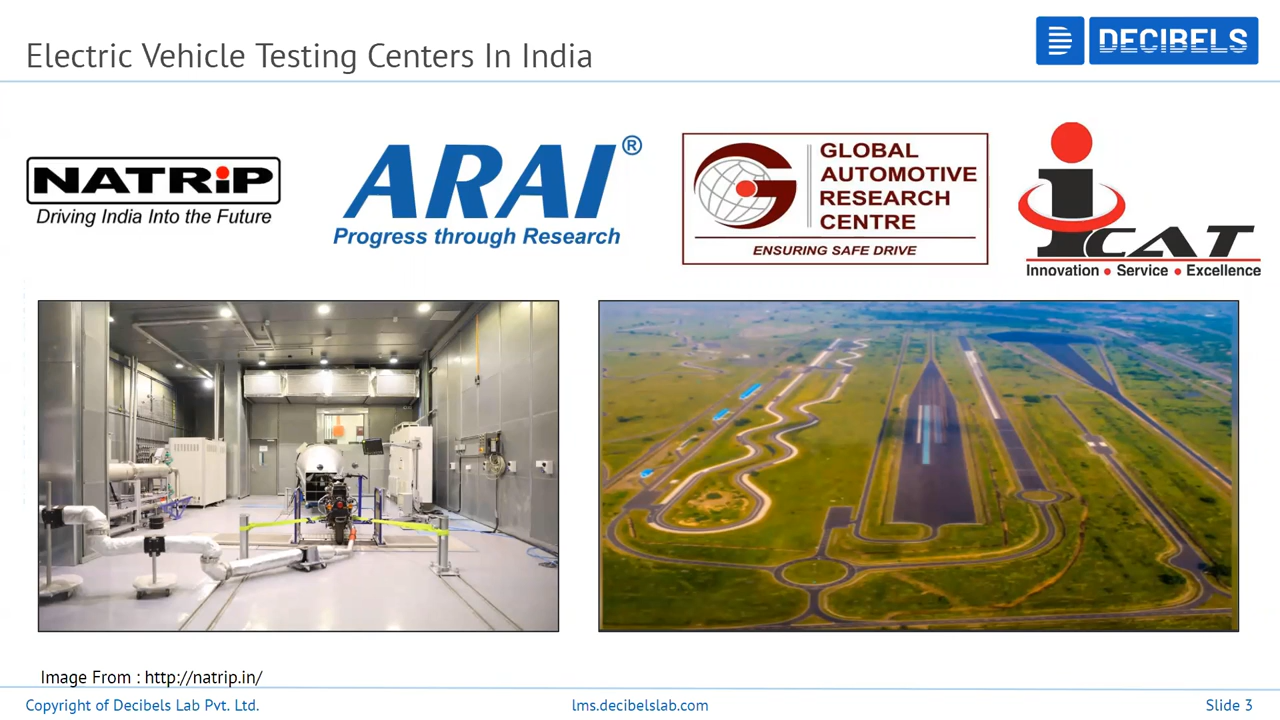 Electric Vehicle Testing Centers In India
DECIBELS
NATRiP
Driving India Into the Future
ARAI®
Progress through Research
GLOBAL
AUTOMOTIVE
RESEARCH
CENTRE
ENSURING SAFE DRIVE
iCAT
Innovation ● Service ● Excellence
Image From : http://natrip.in/
Copyright of Decibels Lab Pvt. Ltd.
lms.decibelslab.com
Slide 3